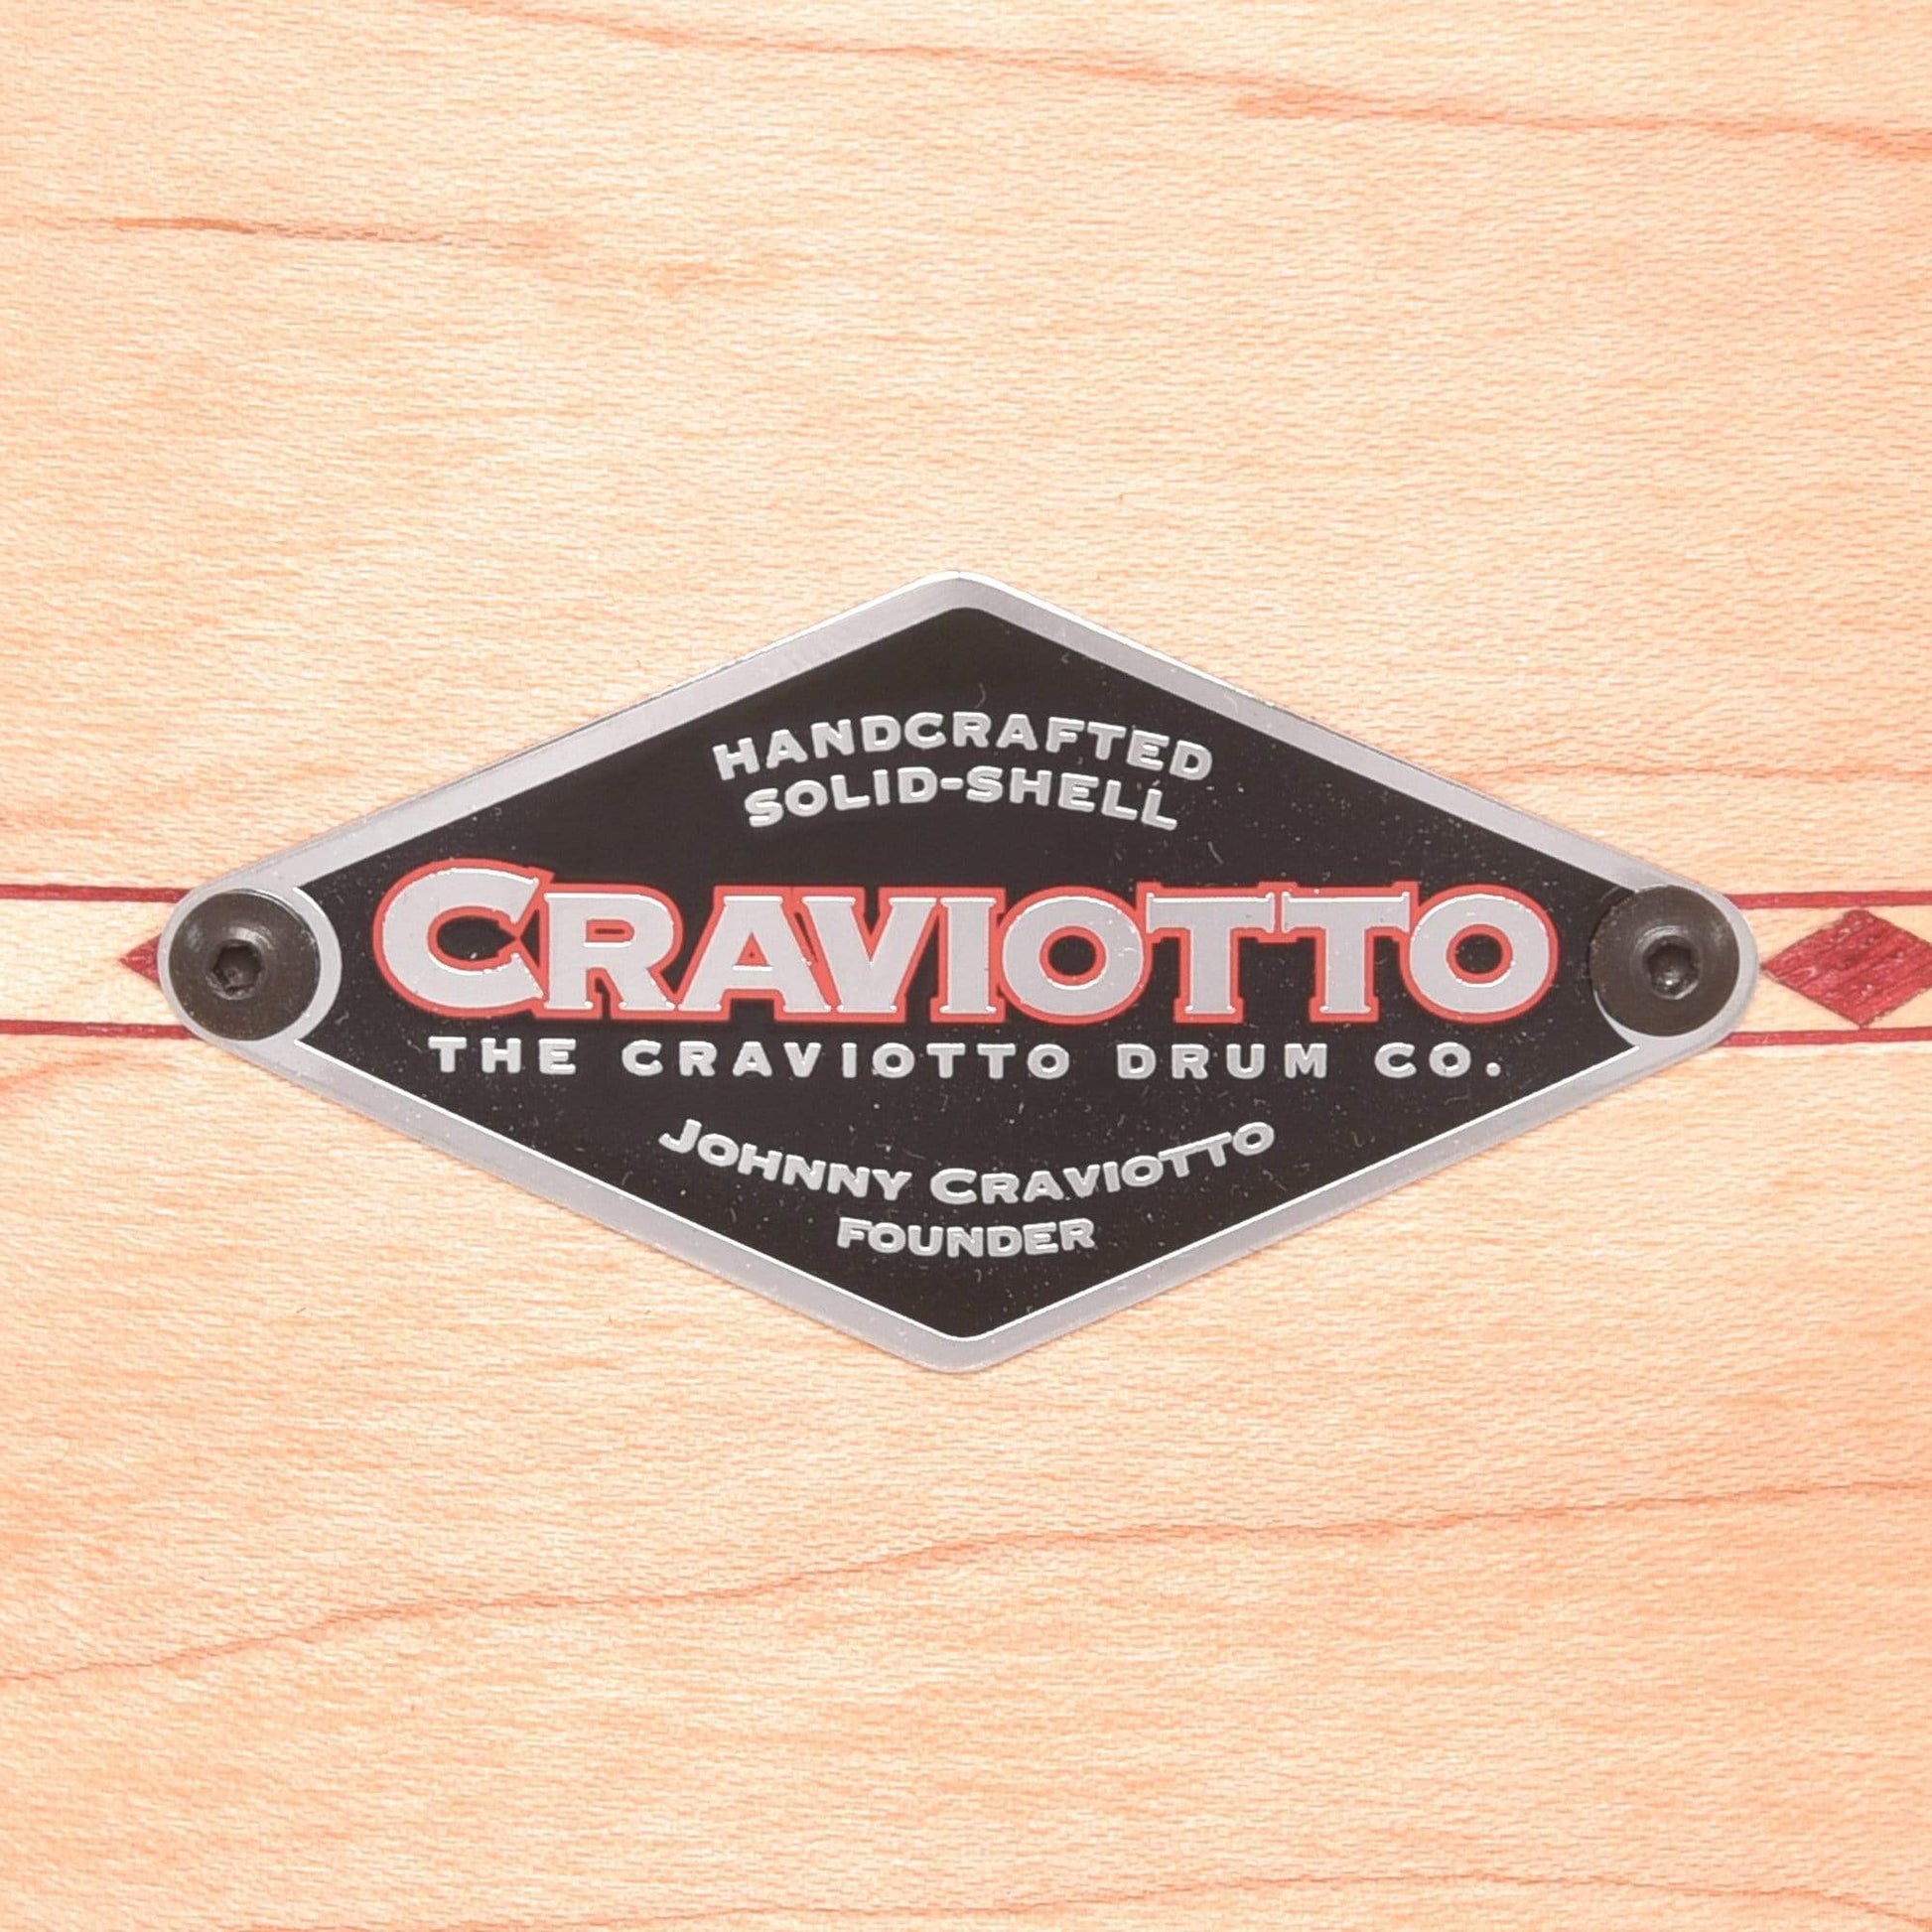 HANDCRAFTED
SOLID-SHELL
CRAVIOTTO
THE CRAVIOTTO DRUM CO.
JOHNNY CRAVIOTTO
FOUNDER